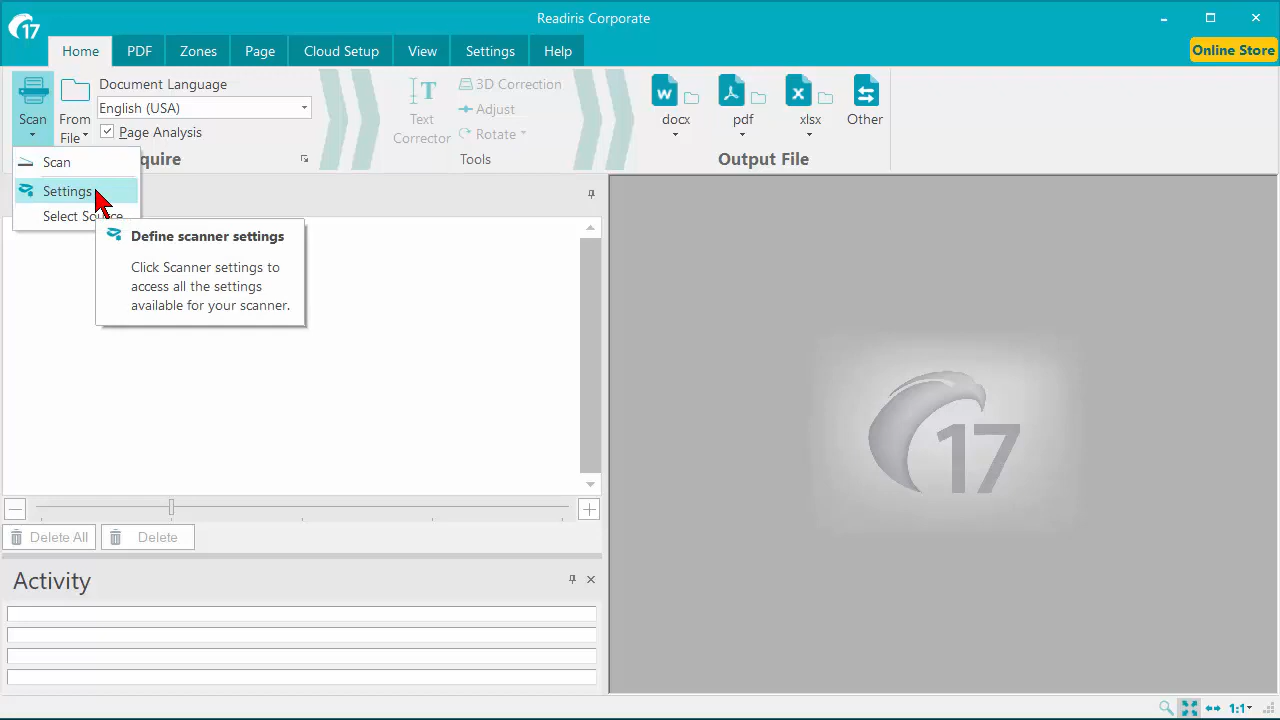 17
Readiris Corporate
Home
PDF
Zones
Page
Cloud Setup
View
Settings
Help
Online Store
Scan
From
File
Document Language
English (USA)
Page Analysis
Text
Corrector
3D Correction
Adjust
Rotate
Tools
docx
pdf
xlsx
Other
Output File
Scan
quire
Settings
Select Source
Define scanner settings
Click Scanner settings to
access all the settings
available for your scanner.
17
Delete All
Delete
Activity
1:1